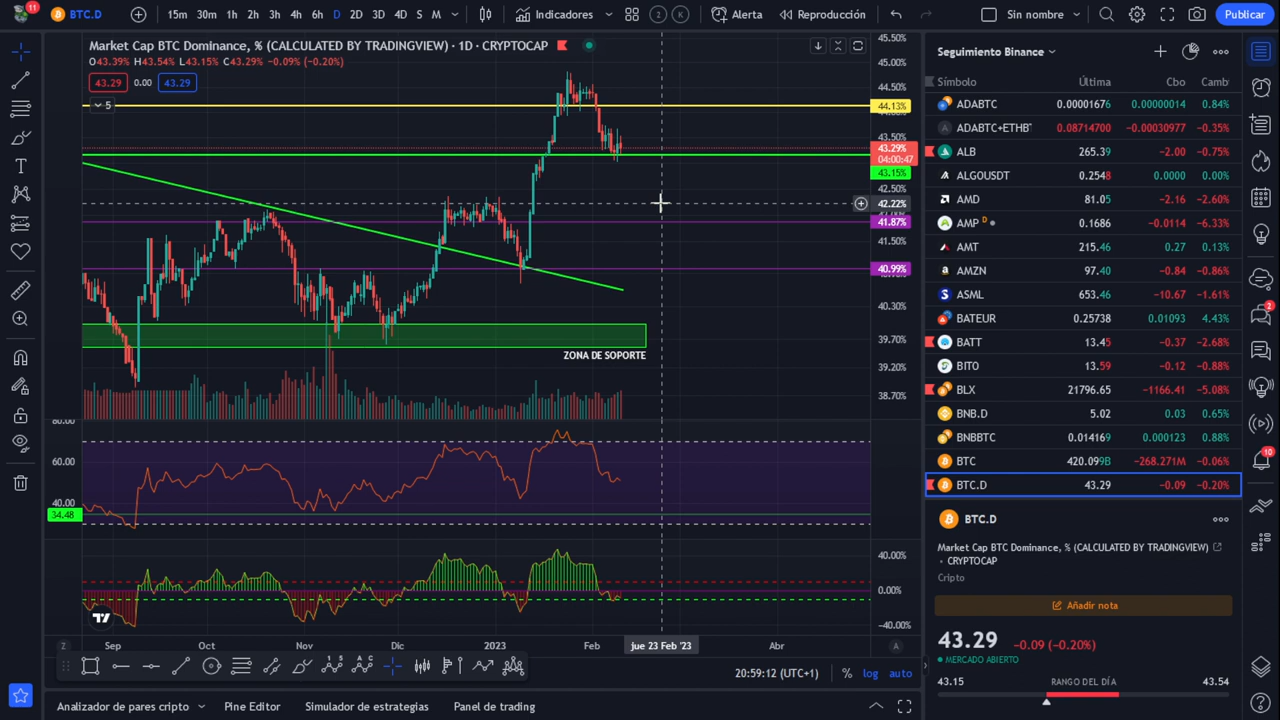 11
BTC.D
15m 30m 1h 2h 3h 4h 6h D 2D 3D 4D S M
Indicadores
2 K
Alerta
Reproducción
Sin nombre
Publicar
Market Cap BTC Dominance, % (CALCULATED BY TRADINGVIEW) · 1D · CRYPTOCAP
O43.39% H43.54% L43.15% C43.29% −0.09 (−0.20%)
43.29 0.00 43.29
5
45.50%
45.00%
44.50%
44.13%
43.50%
43.29%
04:00:47
43.15%
42.50%
42.22%
41.87%
41.50%
40.99%
40.30%
39.70%
39.20%
38.70%
ZONA DE SOPORTE
80.00
60.00
40.00
34.48
40.00%
0.00%
−40.00%
Z Sep Oct Nov Dic 2023 Feb jue 23 Feb '23 Abr A
20:59:12 (UTC+1) % log auto
Analizador de pares cripto
Pine Editor
Simulador de estrategias
Panel de trading
Seguimiento Binance
Símbolo Última Cbo Camb
ADABTC 0.00001676 0.00000014 0.84%
ADABTC+ETHBT 0.08714700 −0.00030977 −0.35%
ALB 265.39 −2.00 −0.75%
ALGOUSDT 0.2548 0.0000 0.00%
AMD 81.05 −2.16 −2.60%
AMP D 0.1686 −0.0114 −6.33%
AMT 215.46 0.27 0.13%
AMZN 97.40 −0.84 −0.86%
ASML 653.46 −10.67 −1.61%
BATEUR 0.25738 0.01093 4.43%
BATT 13.45 −0.37 −2.68%
BITO 13.59 −0.12 −0.88%
BLX 21796.65 −1166.41 −5.08%
BNB.D 5.02 0.03 0.65%
BNBBTC 0.014169 0.000123 0.88%
BTC 420.099B −268.271M −0.06%
BTC.D 43.29 −0.09 −0.20%
BTC.D
Market Cap BTC Dominance, % (CALCULATED BY TRADINGVIEW)
• CRYPTOCAP
Cripto
Añadir nota
43.29 −0.09 (−0.20%)
MERCADO ABIERTO
43.15 RANGO DEL DÍA 43.54
2
10